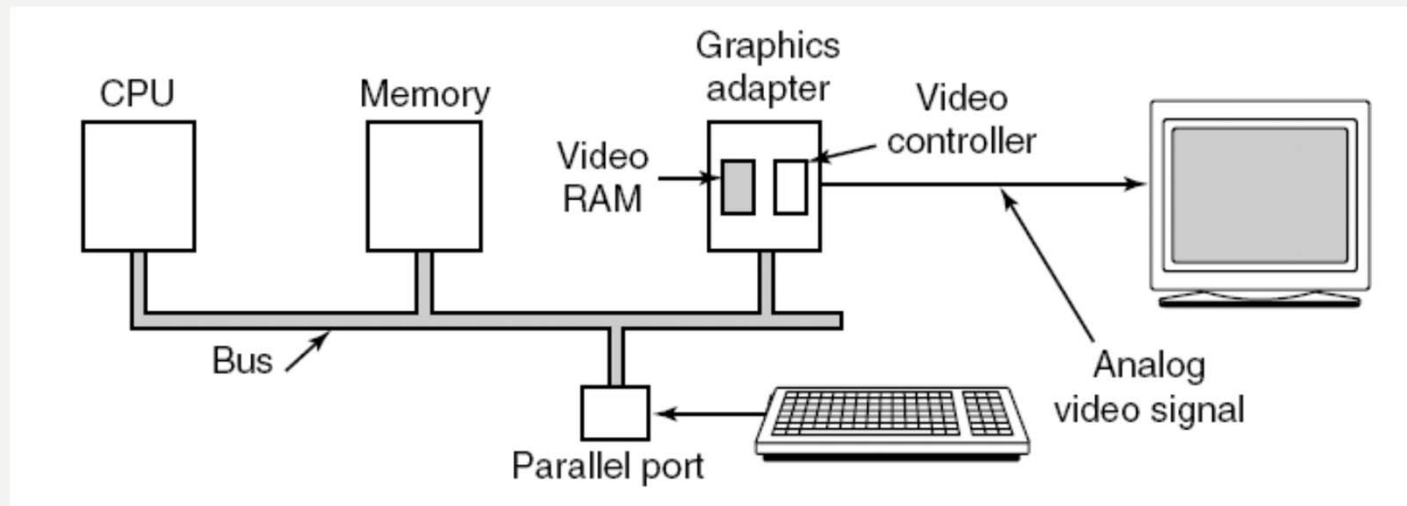 Graphics
adapter
CPU
Memory
Video
controller
Video
RAM
Bus
Analog
video signal
Parallel port